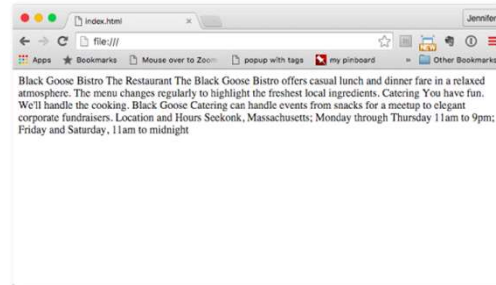 index.html ×
Jennifer
file:///
NEW
Apps Bookmarks Mouse over to Zoom popup with tags my pinboard » Other Bookmarks
Black Goose Bistro The Restaurant The Black Goose Bistro offers casual lunch and dinner fare in a relaxed
atmosphere. The menu changes regularly to highlight the freshest local ingredients. Catering You have fun.
We'll handle the cooking. Black Goose Catering can handle events from snacks for a meetup to elegant
corporate fundraisers. Location and Hours Seekonk, Massachusetts; Monday through Thursday 11am to 9pm;
Friday and Saturday, 11am to midnight